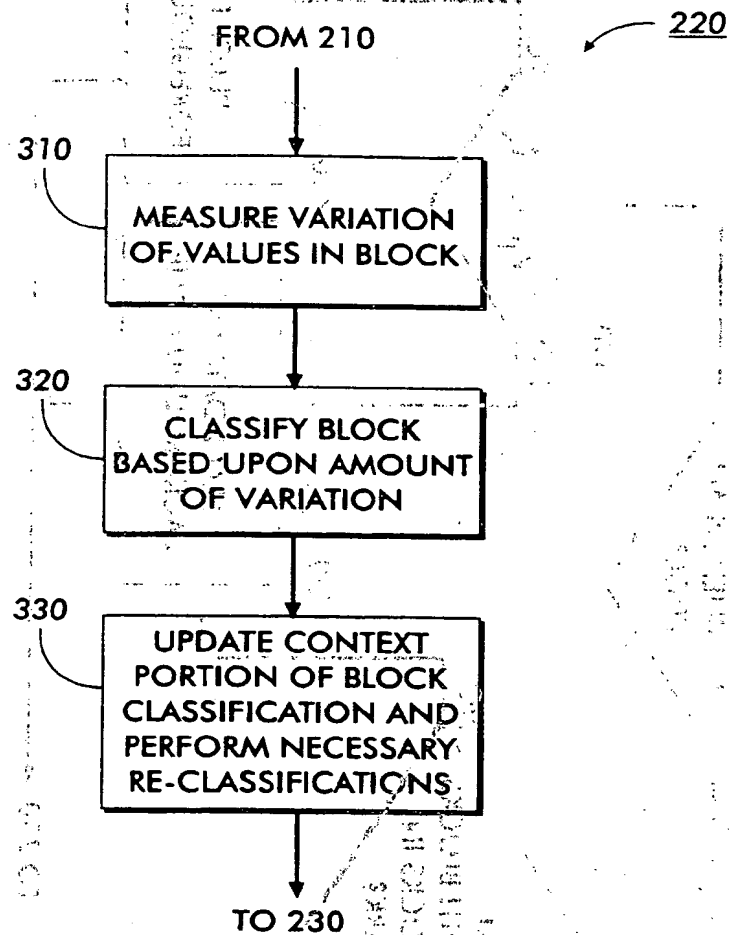 220
FROM 210
310
MEASURE VARIATION
OF VALUES IN BLOCK
320
CLASSIFY BLOCK
BASED UPON AMOUNT
OF VARIATION
330
UPDATE CONTEXT
PORTION OF BLOCK
CLASSIFICATION AND
PERFORM NECESSARY
RE-CLASSIFICATIONS
TO 230